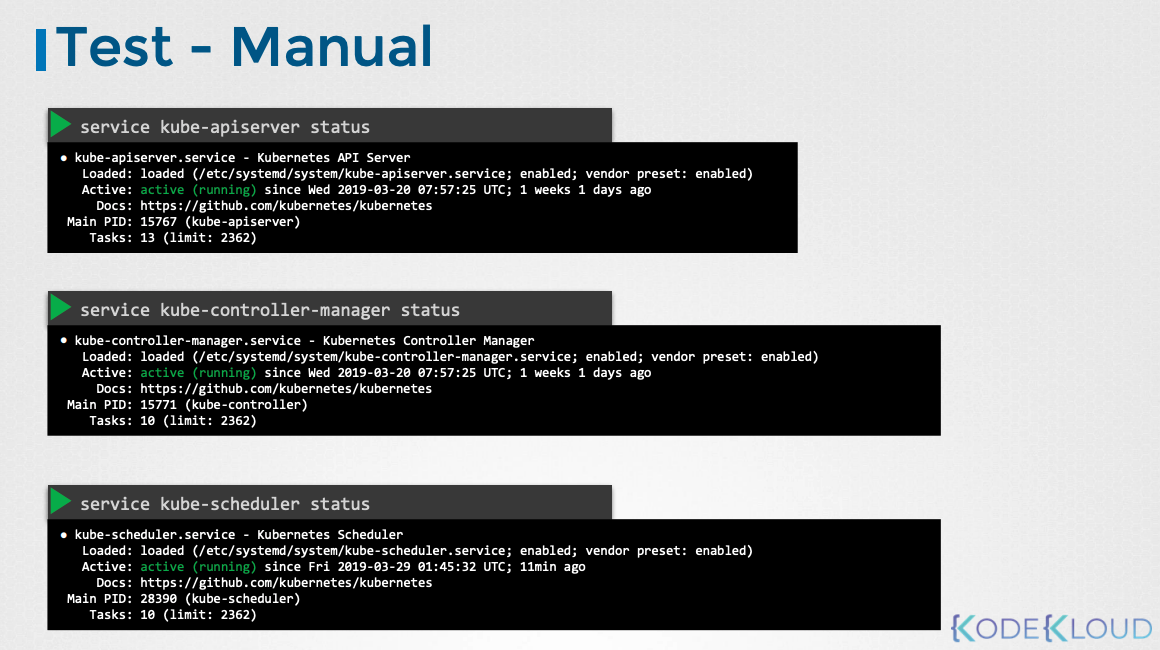 Test - Manual
service kube-apiserver status
● kube-apiserver.service - Kubernetes API Server
Loaded: loaded (/etc/systemd/system/kube-apiserver.service; enabled; vendor preset: enabled)
Active: active (running) since Wed 2019-03-20 07:57:25 UTC; 1 weeks 1 days ago
Docs: https://github.com/kubernetes/kubernetes
Main PID: 15767 (kube-apiserver)
Tasks: 13 (limit: 2362)
service kube-controller-manager status
● kube-controller-manager.service - Kubernetes Controller Manager
Loaded: loaded (/etc/systemd/system/kube-controller-manager.service; enabled; vendor preset: enabled)
Active: active (running) since Wed 2019-03-20 07:57:25 UTC; 1 weeks 1 days ago
Docs: https://github.com/kubernetes/kubernetes
Main PID: 15771 (kube-controller)
Tasks: 10 (limit: 2362)
service kube-scheduler status
● kube-scheduler.service - Kubernetes Scheduler
Loaded: loaded (/etc/systemd/system/kube-scheduler.service; enabled; vendor preset: enabled)
Active: active (running) since Fri 2019-03-29 01:45:32 UTC; 11min ago
Docs: https://github.com/kubernetes/kubernetes
Main PID: 28390 (kube-scheduler)
Tasks: 10 (limit: 2362)
KODEKLOUD